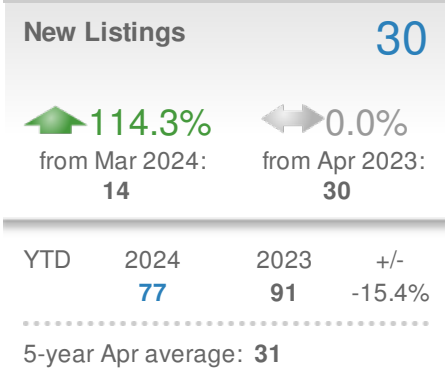 New Listings 30
114.3% 0.0%
from Mar 2024: from Apr 2023:
14 30
YTD 2024 2023 +/-
77 91 -15.4%
5-year Apr average: 31